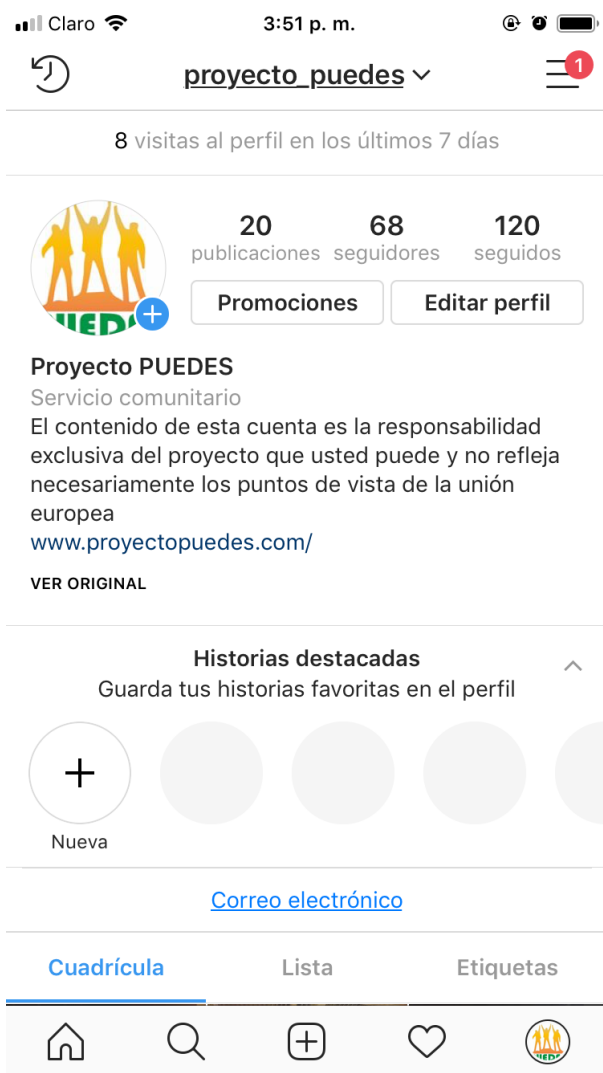 Claro 3:51 p. m.
proyecto_puedes 1
8 visitas al perfil en los últimos 7 días
20 68 120
publicaciones seguidores seguidos
Promociones Editar perfil
Proyecto PUEDES
Servicio comunitario
El contenido de esta cuenta es la responsabilidad
exclusiva del proyecto que usted puede y no refleja
necesariamente los puntos de vista de la unión
europea
www.proyectopuedes.com/
VER ORIGINAL
Historias destacadas
Guarda tus historias favoritas en el perfil
Nueva
Correo electrónico
Cuadrícula Lista Etiquetas